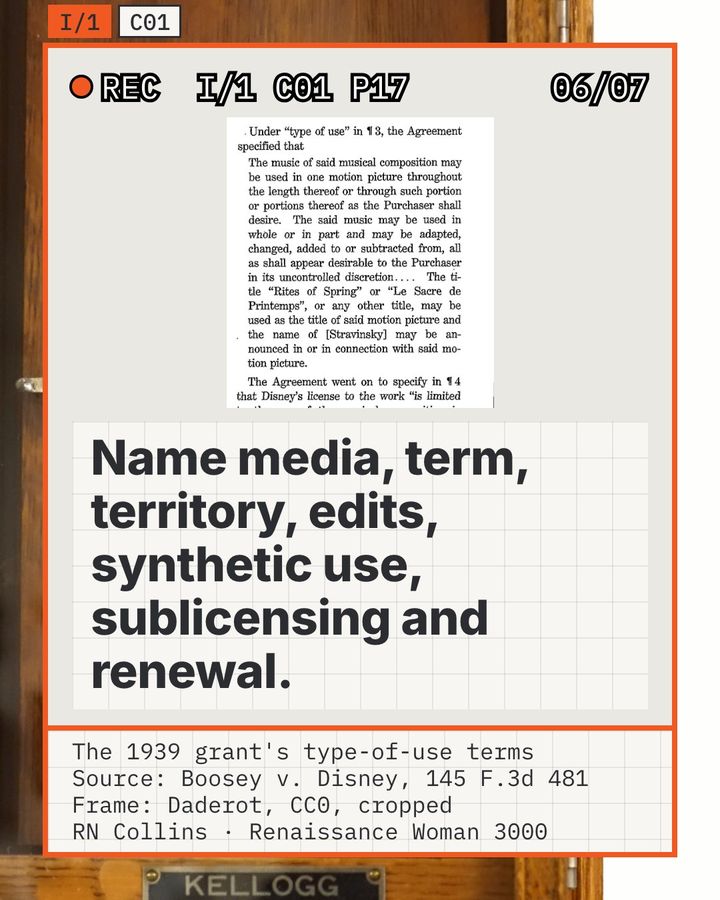 I/1 C01
REC I/1 C01 P17 06/07
Under “type of use” in ¶ 3, the Agreement
specified that
The music of said musical composition may
be used in one motion picture throughout
the length thereof or through such portion
or portions thereof as the Purchaser shall
desire. The said music may be used in
whole or in part and may be adapted,
changed, added to or subtracted from, all
as shall appear desirable to the Purchaser
in its uncontrolled discretion.... The ti-
tle “Rites of Spring” or “Le Sacre de
Printemps”, or any other title, may be
used as the title of said motion picture and
the name of [Stravinsky] may be an-
nounced in or in connection with said mo-
tion picture.
The Agreement went on to specify in ¶ 4
that Disney’s license to the work “is limited
Name media, term,
territory, edits,
synthetic use,
sublicensing and
renewal.
The 1939 grant's type-of-use terms
Source: Boosey v. Disney, 145 F.3d 481
Frame: Daderot, CC0, cropped
RN Collins · Renaissance Woman 3000
KELLOGG